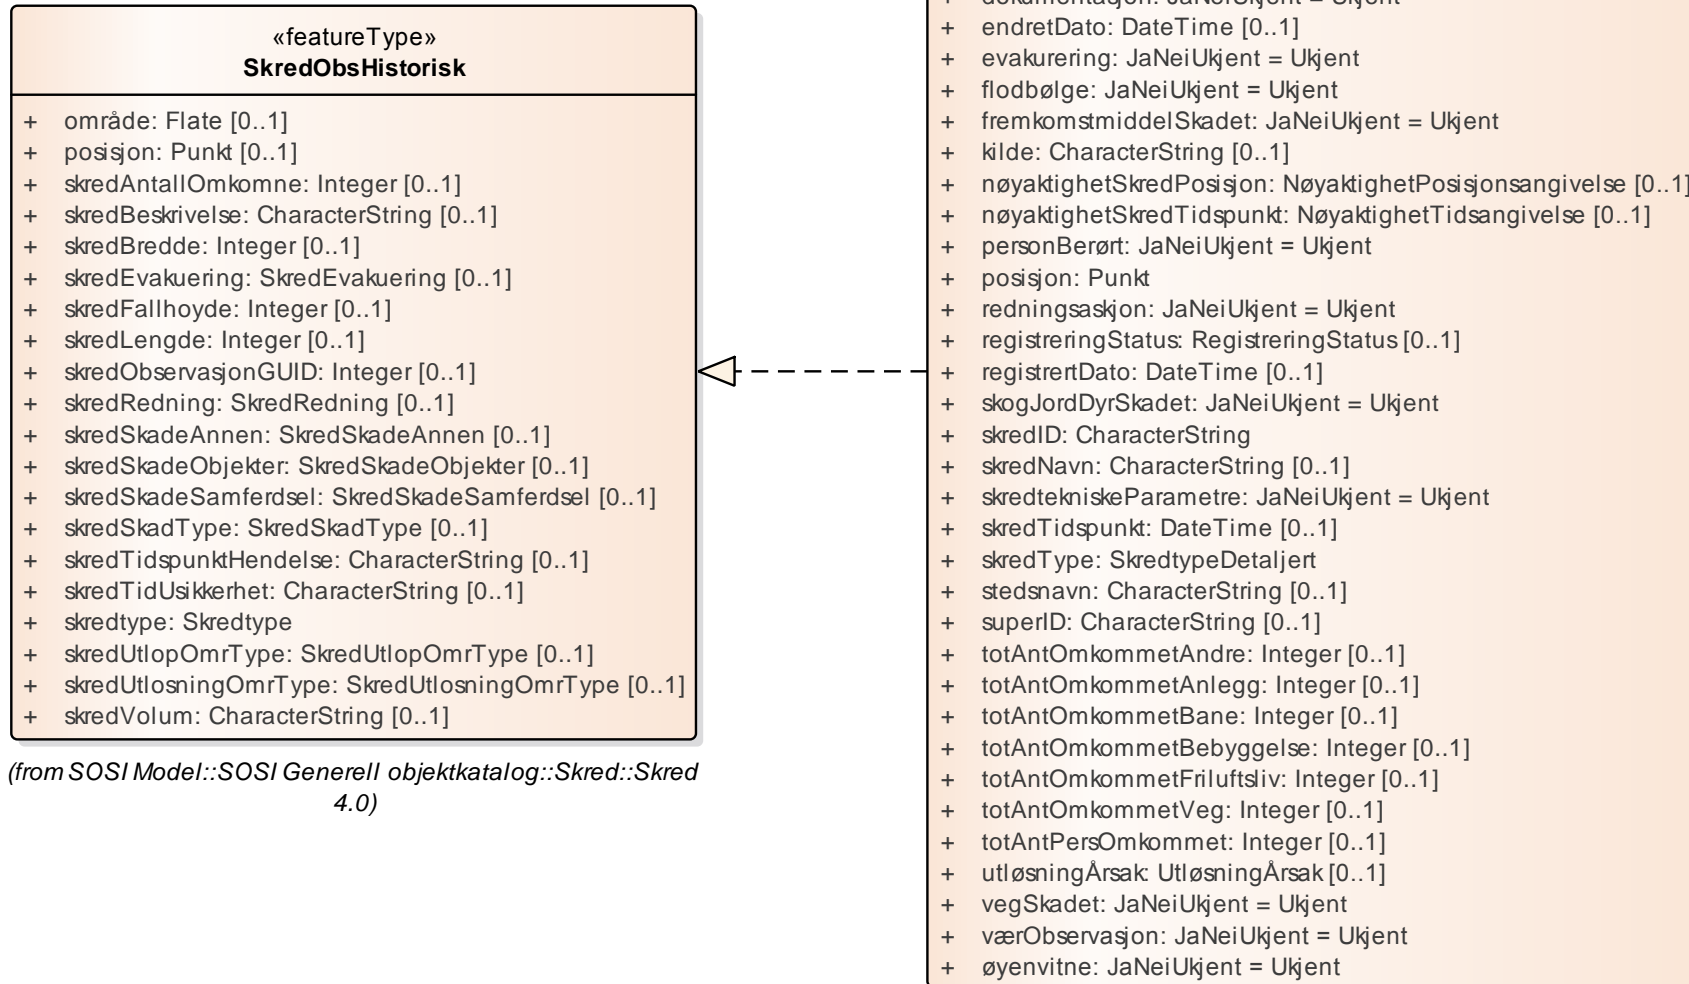 «featureType»
SkredObsHistorisk
+ område: Flate [0..1]
+ posisjon: Punkt [0..1]
+ skredAntallOmkomne: Integer [0..1]
+ skredBeskrivelse: CharacterString [0..1]
+ skredBredde: Integer [0..1]
+ skredEvakuering: SkredEvakuering [0..1]
+ skredFallhoyde: Integer [0..1]
+ skredLengde: Integer [0..1]
+ skredObservasjonGUID: Integer [0..1]
+ skredRedning: SkredRedning [0..1]
+ skredSkadeAnnen: SkredSkadeAnnen [0..1]
+ skredSkadeObjekter: SkredSkadeObjekter [0..1]
+ skredSkadeSamferdsel: SkredSkadeSamferdsel [0..1]
+ skredSkadType: SkredSkadType [0..1]
+ skredTidspunktHendelse: CharacterString [0..1]
+ skredTidUsikkerhet: CharacterString [0..1]
+ skredtype: Skredtype
+ skredUtlopOmrType: SkredUtlopOmrType [0..1]
+ skredUtlosningOmrType: SkredUtlosningOmrType [0..1]
+ skredVolum: CharacterString [0..1]
(from SOSI Model::SOSI Generell objektkatalog::Skred::Skred
4.0)
+ dokumentasjon: JaNeiUkjent = Ukjent
+ endretDato: DateTime [0..1]
+ evakurering: JaNeiUkjent = Ukjent
+ flodbølge: JaNeiUkjent = Ukjent
+ fremkomstmiddelSkadet: JaNeiUkjent = Ukjent
+ kilde: CharacterString [0..1]
+ nøyaktighetSkredPosisjon: NøyaktighetPosisjonsangivelse [0..1]
+ nøyaktighetSkredTidspunkt: NøyaktighetTidsangivelse [0..1]
+ personBerørt: JaNeiUkjent = Ukjent
+ posisjon: Punkt
+ redningsaskjon: JaNeiUkjent = Ukjent
+ registreringStatus: RegistreringStatus [0..1]
+ registrertDato: DateTime [0..1]
+ skogJordDyrSkadet: JaNeiUkjent = Ukjent
+ skredID: CharacterString
+ skredNavn: CharacterString [0..1]
+ skredtekniskeParametre: JaNeiUkjent = Ukjent
+ skredTidspunkt: DateTime [0..1]
+ skredType: SkredtypeDetaljert
+ stedsnavn: CharacterString [0..1]
+ superID: CharacterString [0..1]
+ totAntOmkommetAndre: Integer [0..1]
+ totAntOmkommetAnlegg: Integer [0..1]
+ totAntOmkommetBane: Integer [0..1]
+ totAntOmkommetBebyggelse: Integer [0..1]
+ totAntOmkommetFriluftsliv: Integer [0..1]
+ totAntOmkommetVeg: Integer [0..1]
+ totAntPersOmkommet: Integer [0..1]
+ utløsningÅrsak: UtløsningÅrsak [0..1]
+ vegSkadet: JaNeiUkjent = Ukjent
+ værObservasjon: JaNeiUkjent = Ukjent
+ øyenvitne: JaNeiUkjent = Ukjent